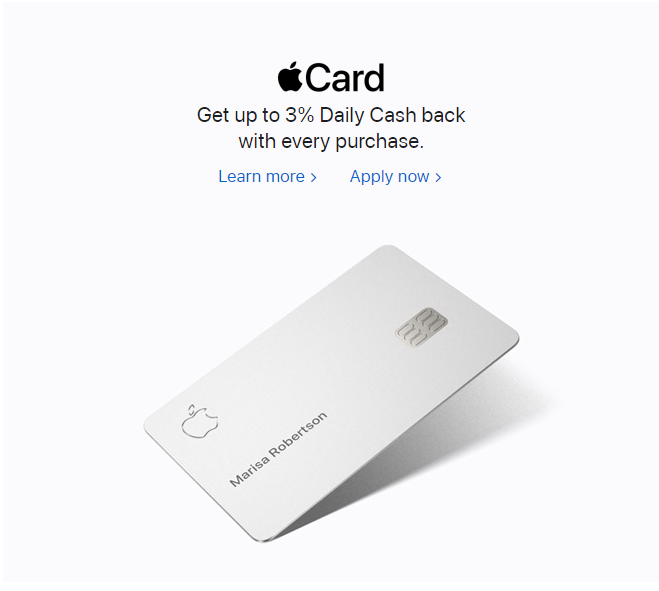 Card
Get up to 3% Daily Cash back
with every purchase.
Learn more >
Apply now >
Marisa Robertson